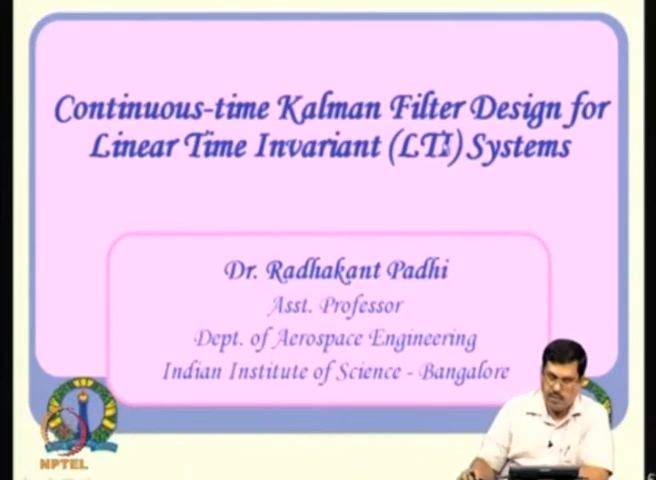 Continuous-time Kalman Filter Design for
Linear Time Invariant (LTI) Systems
Dr. Radhakant Padhi
Asst. Professor
Dept. of Aerospace Engineering
Indian Institute of Science - Bangalore
NPTEL